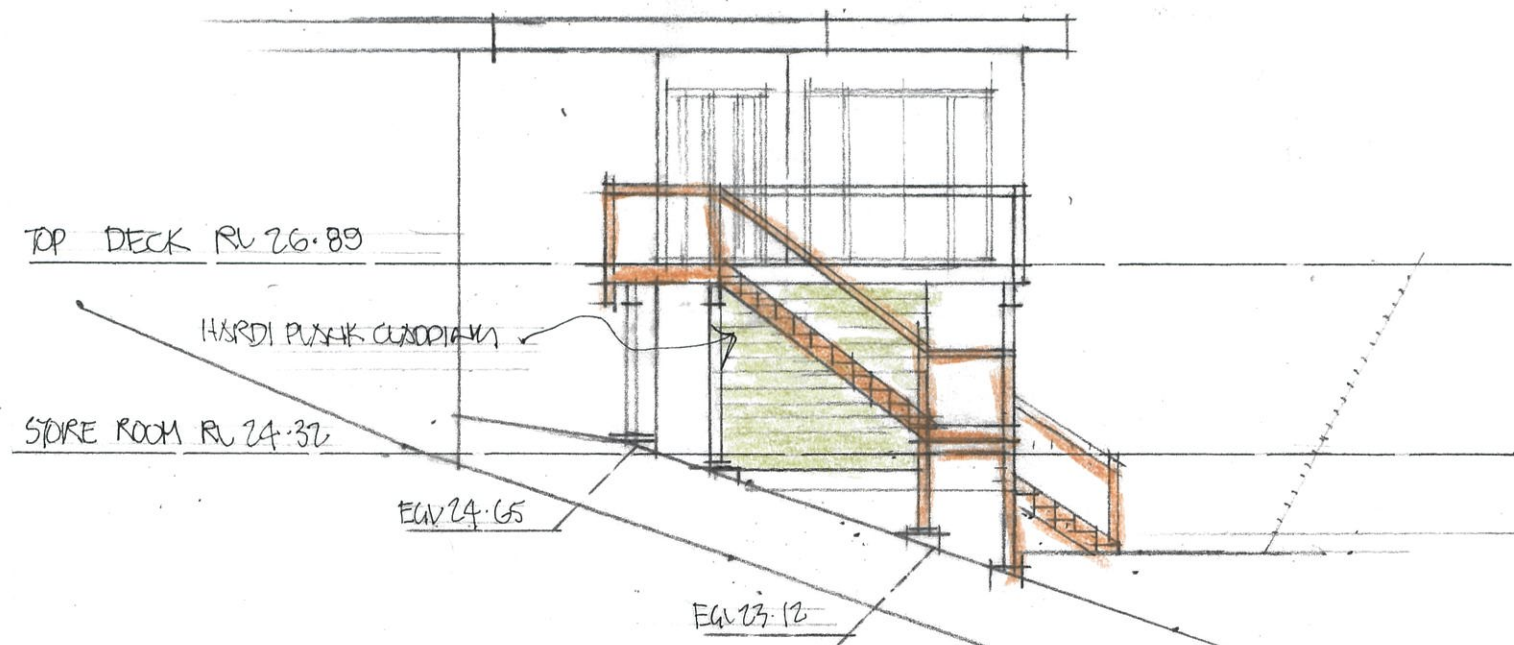 TOP DECK RL 26.89
HARDI PLANK CLADDING
STORE ROOM RL 24.32
EGL 24.65
EGL 23.12